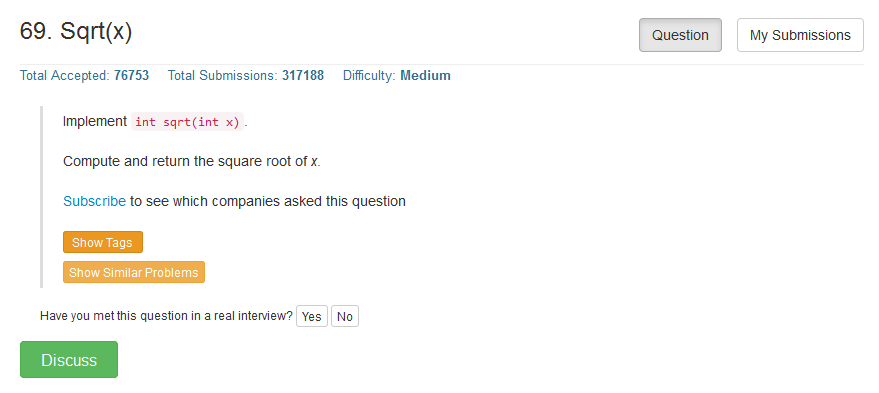 69. Sqrt(x)
Question
My Submissions
Total Accepted: 76753 Total Submissions: 317188 Difficulty: Medium
Implement int sqrt(int x).
Compute and return the square root of x.
Subscribe to see which companies asked this question
Show Tags
Show Similar Problems
Have you met this question in a real interview? Yes No
Discuss